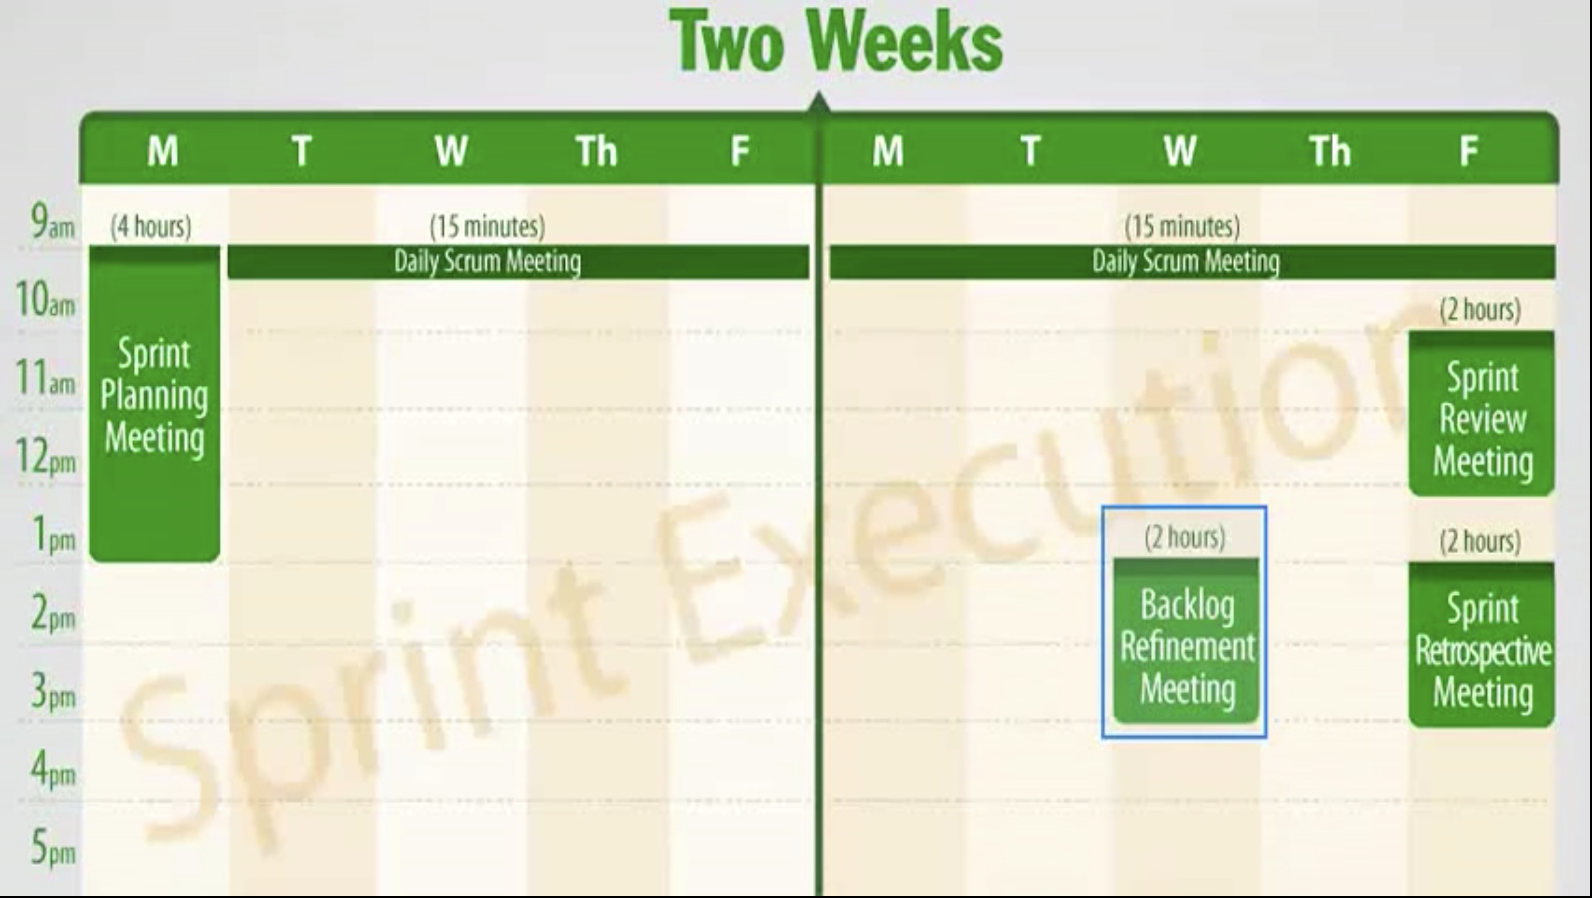 Two Weeks
M T W Th F M T W Th F
9am
(4 hours)
(15 minutes)
(15 minutes)
Daily Scrum Meeting
Daily Scrum Meeting
10am
(2 hours)
Sprint
Planning
Meeting
11am
Sprint
Review
Meeting
12pm
1pm
(2 hours)
(2 hours)
2pm
Backlog
Refinement
Meeting
Sprint
Retrospective
Meeting
3pm
4pm
5pm
Sprint Execution